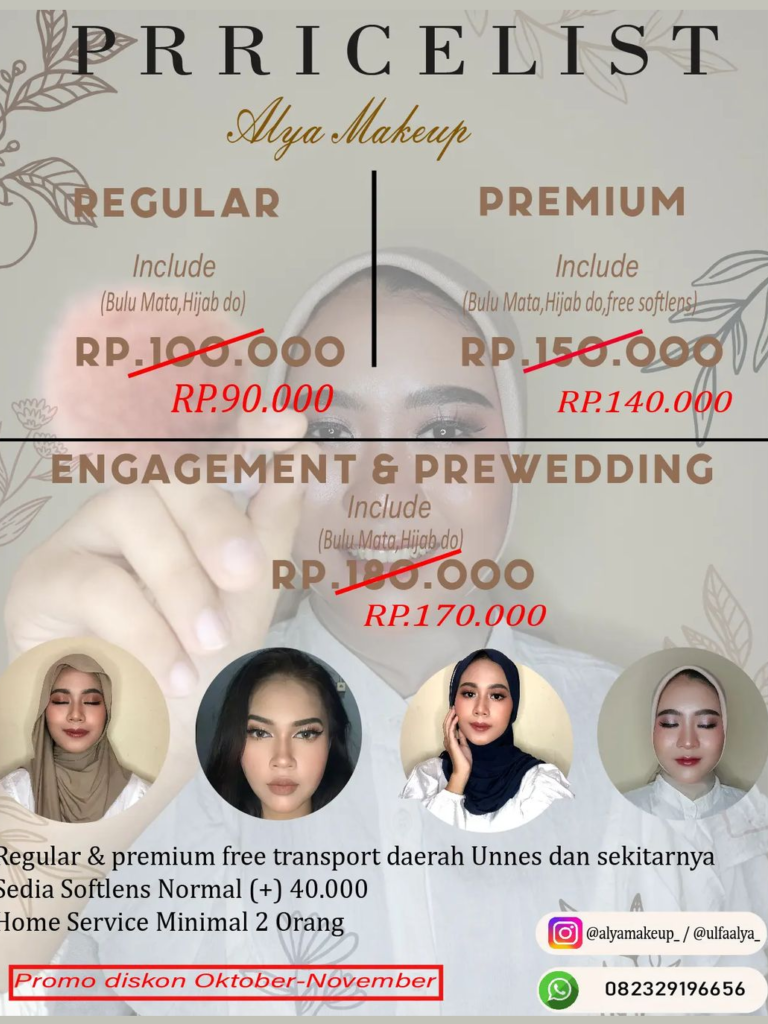 PRRICELIST
Alya Makeup
REGULAR
Include
(Bulu Mata,Hijab do)
RP.100.000
RP.90.000
PREMIUM
Include
(Bulu Mata,Hijab do,free softlens)
RP.150.000
RP.140.000
ENGAGEMENT & PREWEDDING
Include
(Bulu Mata,Hijab do)
RP.180.000
RP.170.000
Regular & premium free transport daerah Unnes dan sekitarnya
Sedia Softlens Normal (+) 40.000
Home Service Minimal 2 Orang
Promo diskon Oktober-November
@alyamakeup_ / @ulfaalya_
082329196656